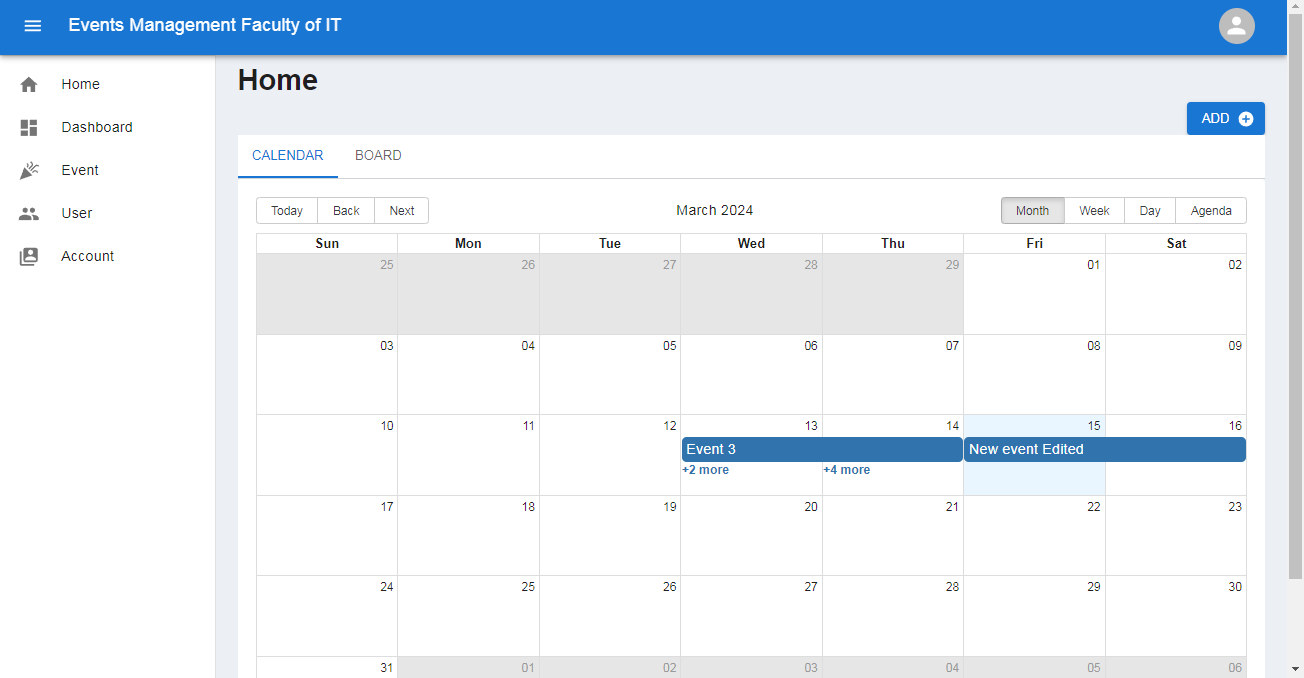 Events Management Faculty of IT
Home
Dashboard
Event
User
Account
Home
ADD
CALENDAR BOARD
Today Back Next March 2024 Month Week Day Agenda
Sun Mon Tue Wed Thu Fri Sat
25 26 27 28 29 01 02
03 04 05 06 07 08 09
10 11 12 13 14 15 16
Event 3 New event Edited
+2 more +4 more
17 18 19 20 21 22 23
24 25 26 27 28 29 30
31 01 02 03 04 05 06